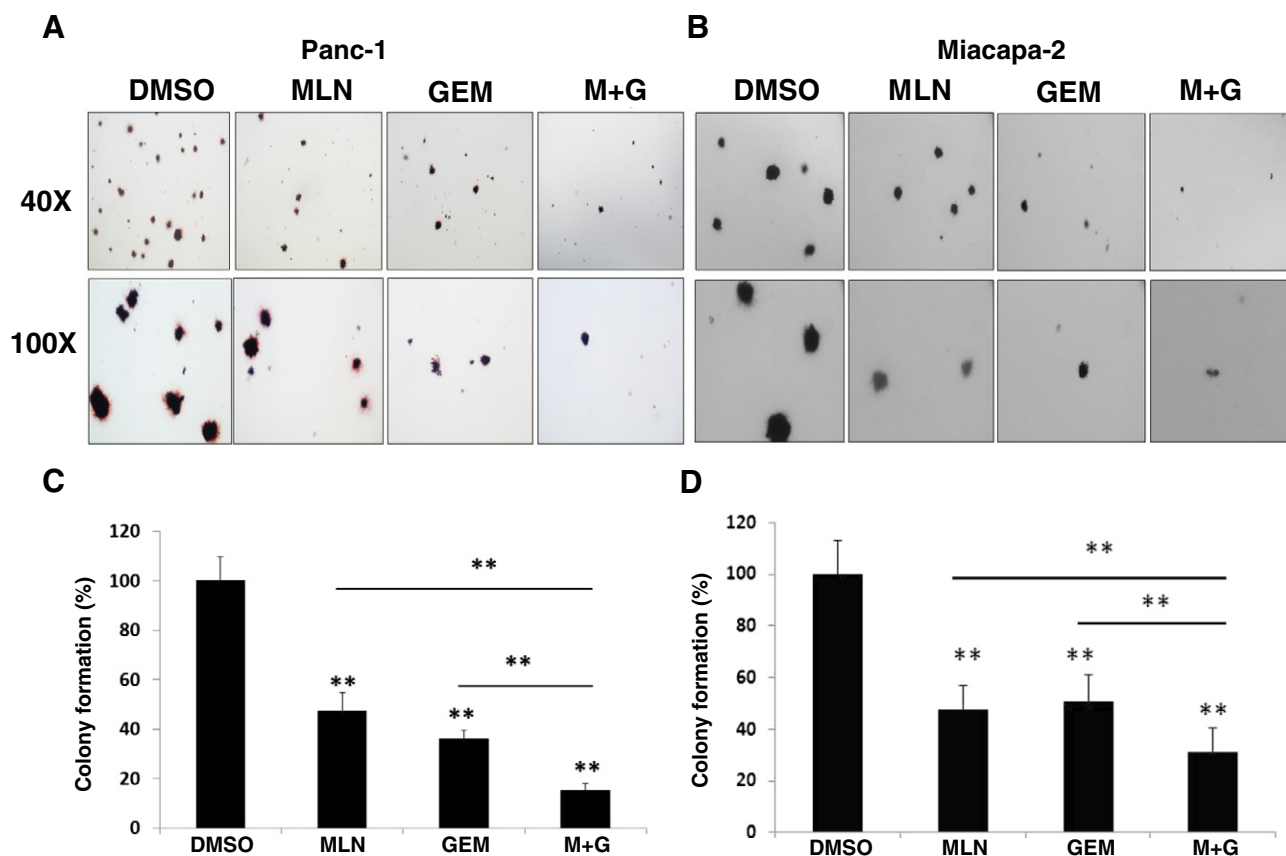 A
B
Panc-1
Miacapa-2
DMSO MLN GEM M+G
DMSO MLN GEM M+G
40X
100X
C
D
Colony formation (%)
120
100
80
60
40
20
0
**
**
**
**
**
DMSO MLN GEM M+G
Colony formation (%)
120
100
80
60
40
20
0
**
**
**
**
**
DMSO MLN GEM M+G